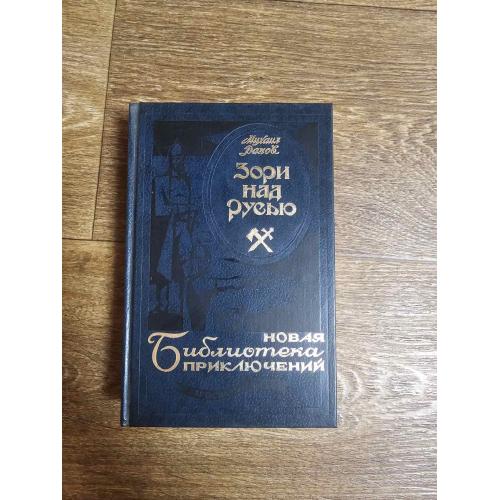 Михаил
Рапов
Зори
над
русью
новая
Библиотека
приключений